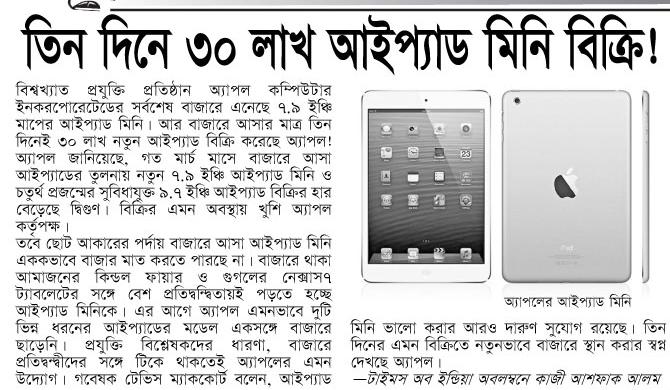 তিন দিনে ৩০ লাখ আইপ্যাড মিনি বিক্রি!
বিশ্বখ্যাত প্রযুক্তি প্রতিষ্ঠান অ্যাপল কম্পিউটার
ইনকরপোরেটেডের সর্বশেষ বাজারে এনেছে ৭.৯ ইঞ্চি
মাপের আইপ্যাড মিনি। আর বাজারে আসার মাত্র তিন
দিনেই ৩০ লাখ নতুন আইপ্যাড বিক্রি করেছে অ্যাপল!
অ্যাপল জানিয়েছে, গত মার্চ মাসে বাজারে আসা
আইপ্যাডের তুলনায় নতুন ৭.৯ ইঞ্চি আইপ্যাড মিনি ও
চতুর্থ প্রজন্মের সুবিধাযুক্ত ৯.৭ ইঞ্চি আইপ্যাড বিক্রির হার
বেড়েছে দ্বিগুণ। বিক্রির এমন অবস্থায় খুশি অ্যাপল
কর্তৃপক্ষ।
তবে ছোট আকারের পর্দায় বাজারে আসা আইপ্যাড মিনি
এককভাবে বাজার মাত করতে পারছে না। বাজারে থাকা
আমাজনের কিন্ডল ফায়ার ও গুগলের নেক্সাস৭
ট্যাবলেটের সঙ্গে বেশ প্রতিদ্বন্দ্বিতায়ই পড়তে হচ্ছে
আইপ্যাড মিনিকে। এর আগে অ্যাপল এমনভাবে দুটি
ভিন্ন ধরনের আইপ্যাডের মডেল একসঙ্গে বাজারে
ছাড়েনি। প্রযুক্তি বিশ্লেষকদের ধারণা, বাজারে
প্রতিদ্বন্দ্বীদের সঙ্গে টিকে থাকতেই অ্যাপলের এমন
উদ্যোগ। গবেষক টেভিস ম্যাককোর্ট বলেন, আইপ্যাড
অ্যাপলের আইপ্যাড মিনি
মিনি ভালো করার আরও দারুণ সুযোগ রয়েছে। তিন
দিনের এমন বিক্রিতে নতুনভাবে বাজারে স্থান করার স্বপ্ন
দেখছে অ্যাপল।
—টাইমস অব ইন্ডিয়া অবলম্বনে কাজী আশফাক আলম